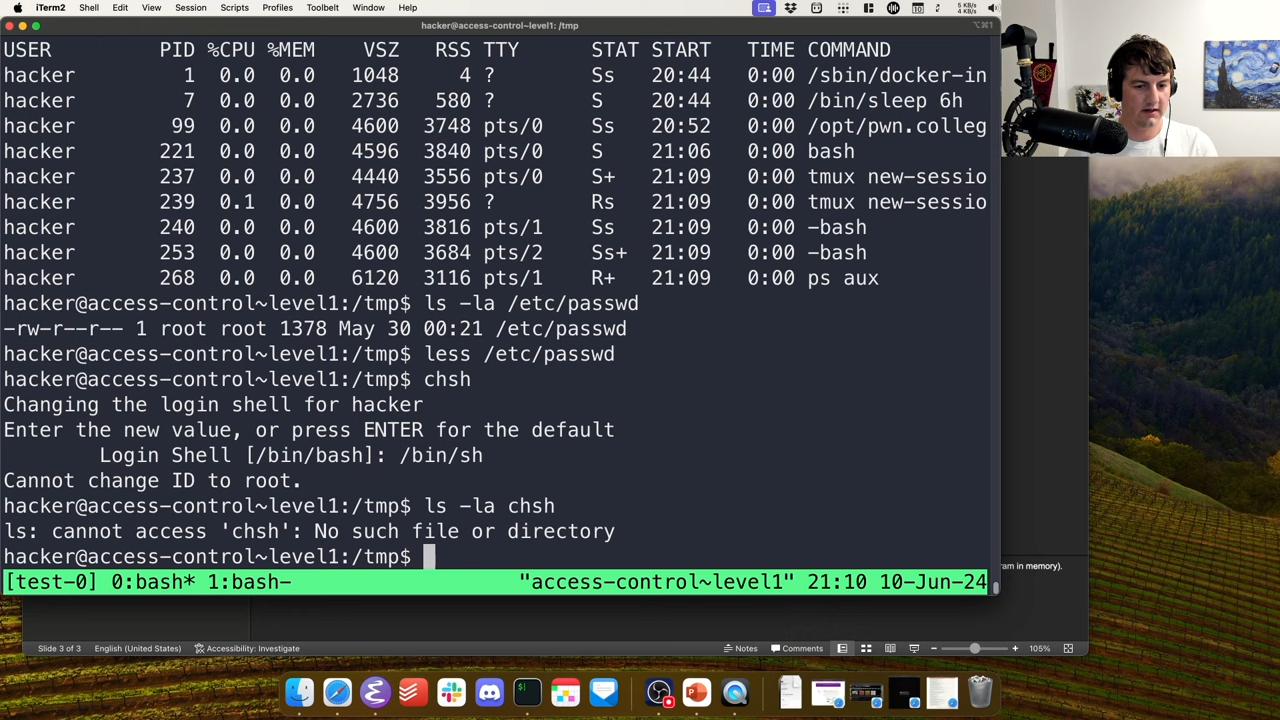 iTerm2 Shell Edit View Session Scripts Profiles Toolbelt Window Help
5 KB/s
4 KB/s
hacker@access-control~level1: /tmp
⌥⌘1
USER PID %CPU %MEM VSZ RSS TTY STAT START TIME COMMAND
hacker 1 0.0 0.0 1048 4 ? Ss 20:44 0:00 /sbin/docker-in
hacker 7 0.0 0.0 2736 580 ? S 20:44 0:00 /bin/sleep 6h
hacker 99 0.0 0.0 4600 3748 pts/0 Ss 20:52 0:00 /opt/pwn.colleg
hacker 221 0.0 0.0 4596 3840 pts/0 S 21:06 0:00 bash
hacker 237 0.0 0.0 4440 3556 pts/0 S+ 21:09 0:00 tmux new-sessio
hacker 239 0.1 0.0 4756 3956 ? Rs 21:09 0:00 tmux new-sessio
hacker 240 0.0 0.0 4600 3816 pts/1 Ss 21:09 0:00 -bash
hacker 253 0.0 0.0 4600 3684 pts/2 Ss+ 21:09 0:00 -bash
hacker 268 0.0 0.0 6120 3116 pts/1 R+ 21:09 0:00 ps aux
hacker@access-control~level1:/tmp$ ls -la /etc/passwd
-rw-r--r-- 1 root root 1378 May 30 00:21 /etc/passwd
hacker@access-control~level1:/tmp$ less /etc/passwd
hacker@access-control~level1:/tmp$ chsh
Changing the login shell for hacker
Enter the new value, or press ENTER for the default
Login Shell [/bin/bash]: /bin/sh
Cannot change ID to root.
hacker@access-control~level1:/tmp$ ls -la chsh
ls: cannot access 'chsh': No such file or directory
hacker@access-control~level1:/tmp$
[test-0] 0:bash* 1:bash- "access-control~level1" 21:10 10-Jun-24
ram in memory).
Slide 3 of 3 English (United States) Accessibility: Investigate Notes Comments 105%